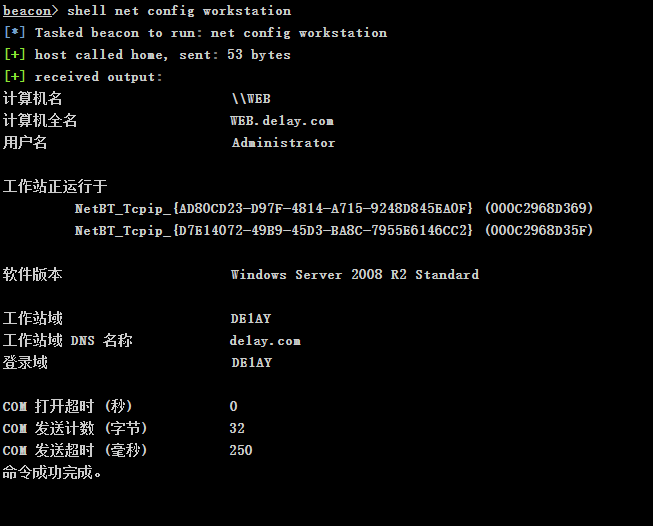 beacon> shell net config workstation
[*] Tasked beacon to run: net config workstation
[+] host called home, sent: 53 bytes
[+] received output:
计算机名 \\WEB
计算机全名 WEB.de1ay.com
用户名 Administrator
工作站正运行于
NetBT_Tcpip_{AD80CD23-D97F-4814-A715-9248D845EA0F} (000C2968D369)
NetBT_Tcpip_{D7E14072-49B9-45D3-BA8C-7955E6146CC2} (000C2968D35F)
软件版本 Windows Server 2008 R2 Standard
工作站域 DE1AY
工作站域 DNS 名称 de1ay.com
登录域 DE1AY
COM 打开超时 (秒) 0
COM 发送计数 (字节) 32
COM 发送超时 (毫秒) 250
命令成功完成。